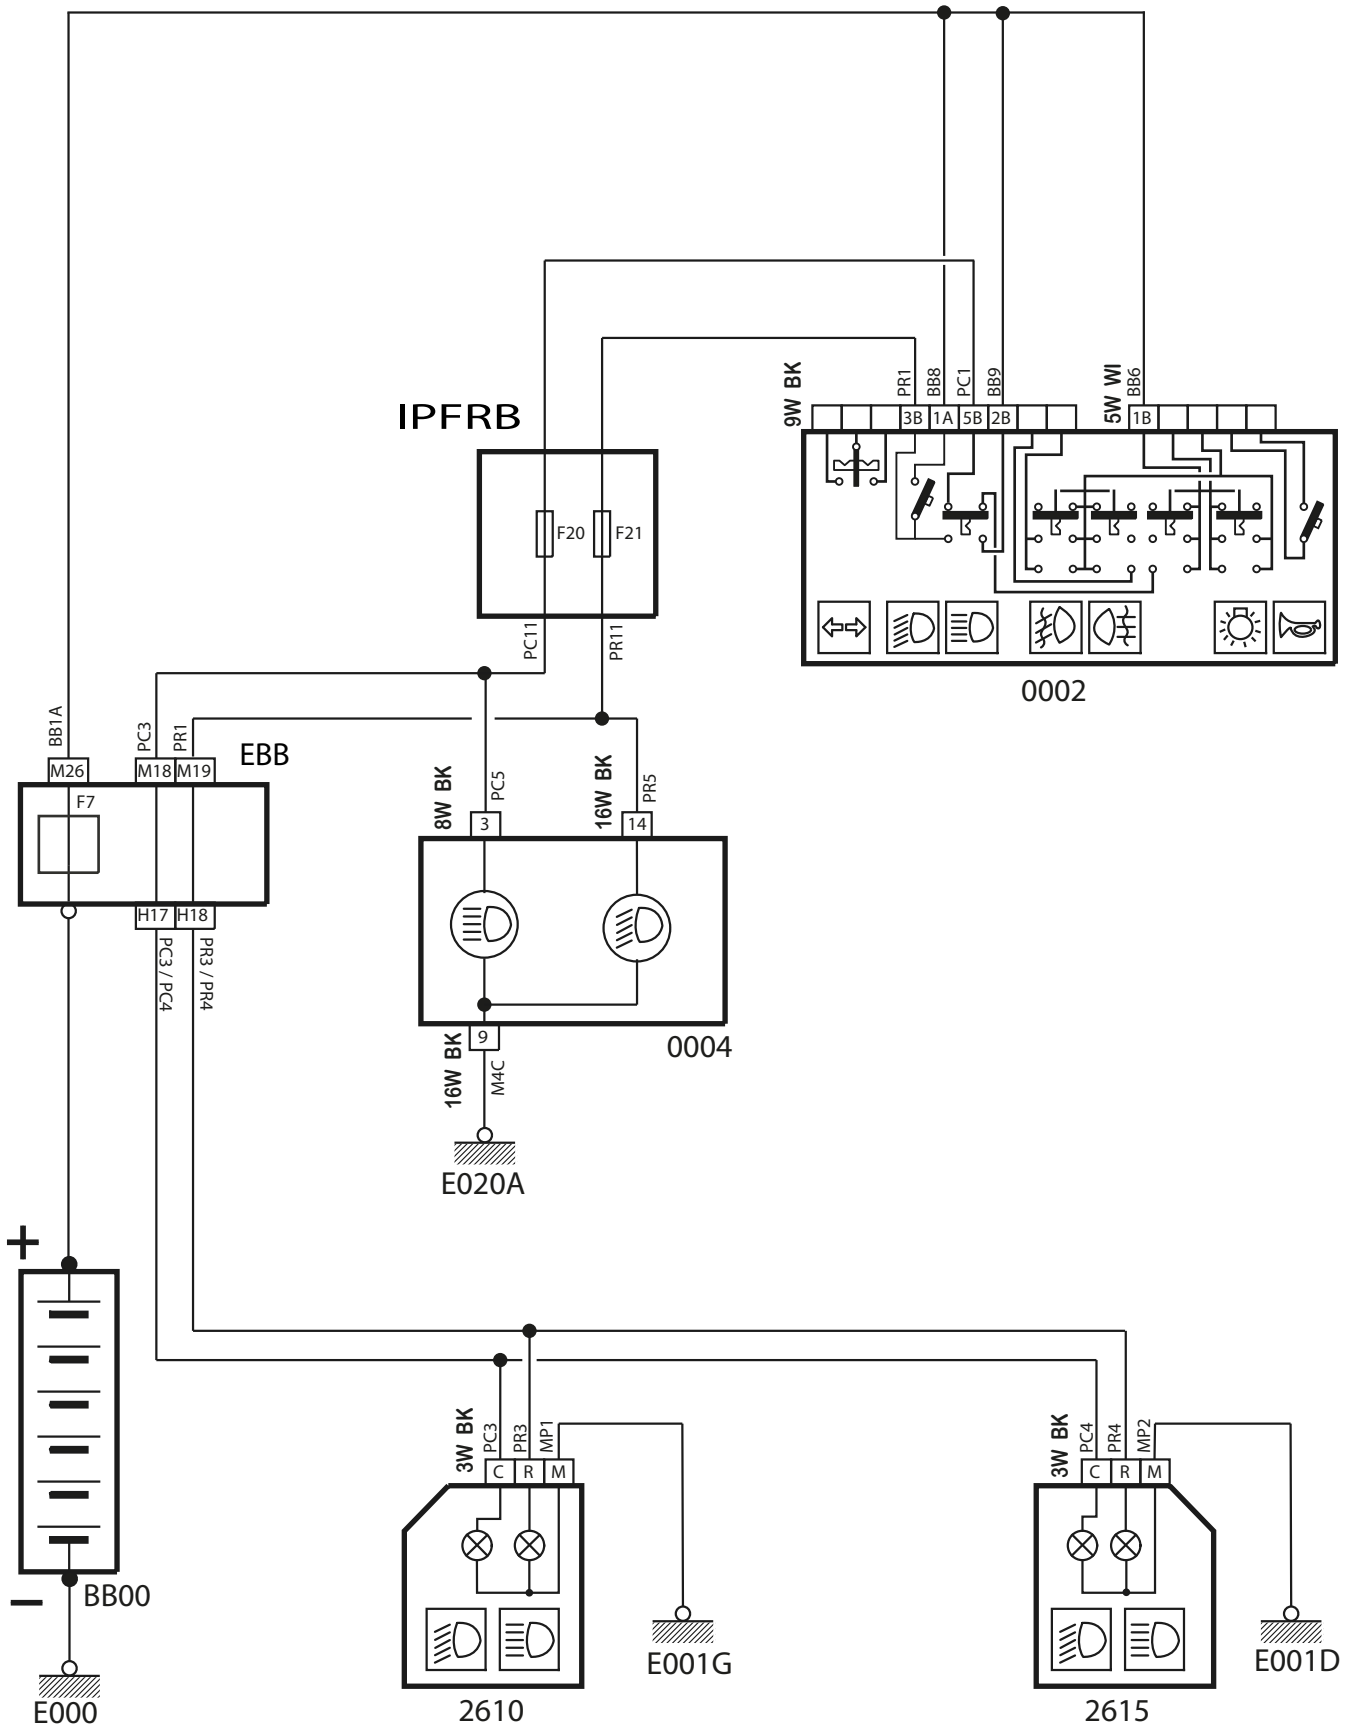 9W BK
PR1
BB8
PC1
BB9
5W WI
BB6
3B
1A
5B
2B
1B
IPFRB
F20
F21
0002
PC11
PR11
BB1A
PC3
PR1
EBB
M26
M18
M19
F7
H17
H18
PC3 / PC4
PR3 / PR4
8W BK
PC5
16W BK
PR5
3
14
0004
16W BK
9
M4C
E020A
+
−
BB00
E000
3W BK
PC3
PR3
MP1
C
R
M
E001G
2610
3W BK
PC4
PR4
MP2
C
R
M
E001D
2615